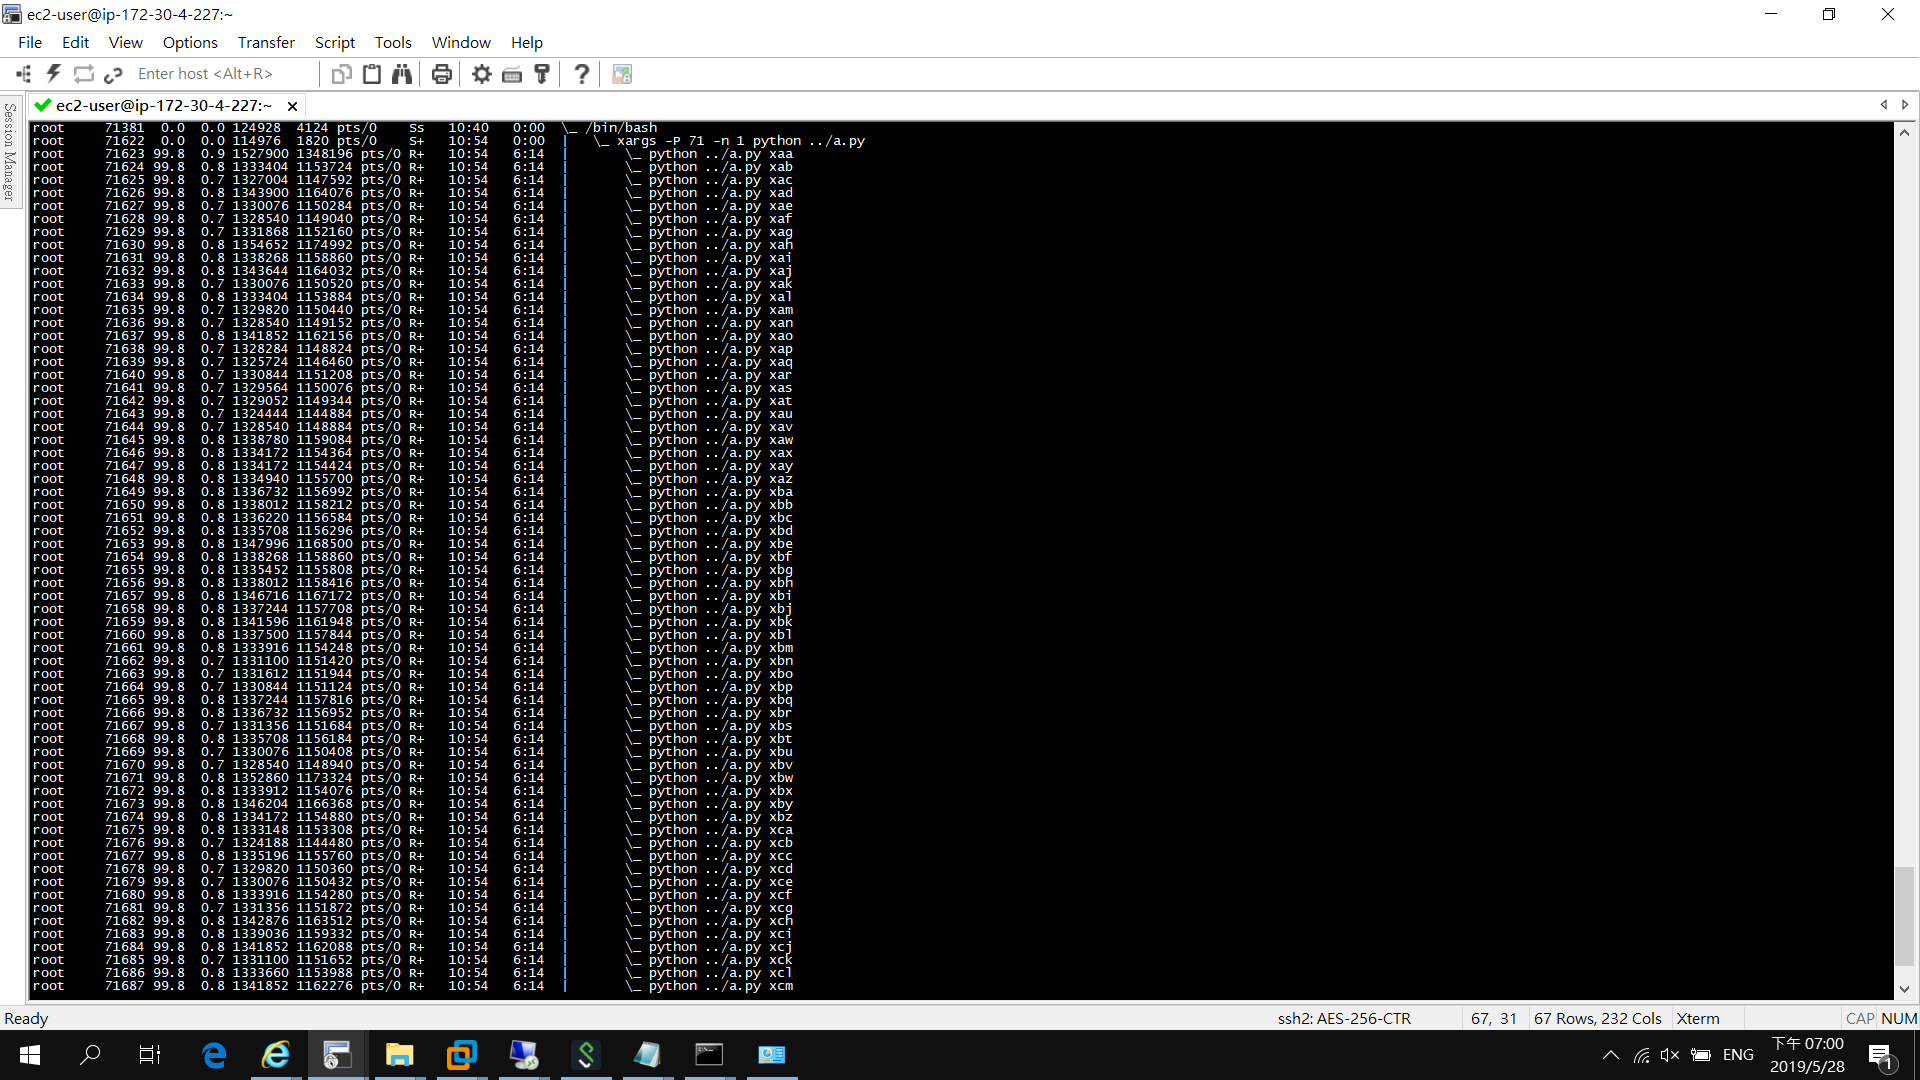 ec2-user@ip-172-30-4-227:~
File Edit View Options Transfer Script Tools Window Help
Enter host <Alt+R>
Session Manager
ec2-user@ip-172-30-4-227:~
root 71381 0.0 0.0 124928 4124 pts/0 Ss 10:40 0:00 \_ /bin/bash
root 71622 0.0 0.0 114976 1820 pts/0 S+ 10:54 0:00 | \_ xargs -P 71 -n 1 python ../a.py
root 71623 99.8 0.9 1527900 1348196 pts/0 R+ 10:54 6:14 | \_ python ../a.py xaa
root 71624 99.8 0.8 1333404 1153724 pts/0 R+ 10:54 6:14 | \_ python ../a.py xab
root 71625 99.8 0.7 1327004 1147592 pts/0 R+ 10:54 6:14 | \_ python ../a.py xac
root 71626 99.8 0.8 1343900 1164076 pts/0 R+ 10:54 6:14 | \_ python ../a.py xad
root 71627 99.8 0.7 1330076 1150284 pts/0 R+ 10:54 6:14 | \_ python ../a.py xae
root 71628 99.8 0.7 1328540 1149040 pts/0 R+ 10:54 6:14 | \_ python ../a.py xaf
root 71629 99.8 0.7 1331868 1152160 pts/0 R+ 10:54 6:14 | \_ python ../a.py xag
root 71630 99.8 0.8 1354652 1174992 pts/0 R+ 10:54 6:14 | \_ python ../a.py xah
root 71631 99.8 0.8 1338268 1158860 pts/0 R+ 10:54 6:14 | \_ python ../a.py xai
root 71632 99.8 0.8 1343644 1164032 pts/0 R+ 10:54 6:14 | \_ python ../a.py xaj
root 71633 99.8 0.7 1330076 1150520 pts/0 R+ 10:54 6:14 | \_ python ../a.py xak
root 71634 99.8 0.8 1333404 1153884 pts/0 R+ 10:54 6:14 | \_ python ../a.py xal
root 71635 99.8 0.7 1329820 1150440 pts/0 R+ 10:54 6:14 | \_ python ../a.py xam
root 71636 99.8 0.7 1328540 1149152 pts/0 R+ 10:54 6:14 | \_ python ../a.py xan
root 71637 99.8 0.8 1341852 1162156 pts/0 R+ 10:54 6:14 | \_ python ../a.py xao
root 71638 99.8 0.7 1328284 1148824 pts/0 R+ 10:54 6:14 | \_ python ../a.py xap
root 71639 99.8 0.7 1325724 1146460 pts/0 R+ 10:54 6:14 | \_ python ../a.py xaq
root 71640 99.8 0.7 1330844 1151208 pts/0 R+ 10:54 6:14 | \_ python ../a.py xar
root 71641 99.8 0.7 1329564 1150076 pts/0 R+ 10:54 6:14 | \_ python ../a.py xas
root 71642 99.8 0.7 1329052 1149344 pts/0 R+ 10:54 6:14 | \_ python ../a.py xat
root 71643 99.8 0.7 1324444 1144884 pts/0 R+ 10:54 6:14 | \_ python ../a.py xau
root 71644 99.8 0.7 1328540 1148884 pts/0 R+ 10:54 6:14 | \_ python ../a.py xav
root 71645 99.8 0.8 1338780 1159084 pts/0 R+ 10:54 6:14 | \_ python ../a.py xaw
root 71646 99.8 0.8 1334172 1154364 pts/0 R+ 10:54 6:14 | \_ python ../a.py xax
root 71647 99.8 0.8 1334172 1154424 pts/0 R+ 10:54 6:14 | \_ python ../a.py xay
root 71648 99.8 0.8 1334940 1155700 pts/0 R+ 10:54 6:14 | \_ python ../a.py xaz
root 71649 99.8 0.8 1336732 1156992 pts/0 R+ 10:54 6:14 | \_ python ../a.py xba
root 71650 99.8 0.8 1338012 1158212 pts/0 R+ 10:54 6:14 | \_ python ../a.py xbb
root 71651 99.8 0.8 1336220 1156584 pts/0 R+ 10:54 6:14 | \_ python ../a.py xbc
root 71652 99.8 0.8 1335708 1156296 pts/0 R+ 10:54 6:14 | \_ python ../a.py xbd
root 71653 99.8 0.8 1347996 1168500 pts/0 R+ 10:54 6:14 | \_ python ../a.py xbe
root 71654 99.8 0.8 1338268 1158860 pts/0 R+ 10:54 6:14 | \_ python ../a.py xbf
root 71655 99.8 0.8 1335452 1155808 pts/0 R+ 10:54 6:14 | \_ python ../a.py xbg
root 71656 99.8 0.8 1338012 1158416 pts/0 R+ 10:54 6:14 | \_ python ../a.py xbh
root 71657 99.8 0.8 1346716 1167172 pts/0 R+ 10:54 6:14 | \_ python ../a.py xbi
root 71658 99.8 0.8 1337244 1157708 pts/0 R+ 10:54 6:14 | \_ python ../a.py xbj
root 71659 99.8 0.8 1341596 1161948 pts/0 R+ 10:54 6:14 | \_ python ../a.py xbk
root 71660 99.8 0.8 1337500 1157844 pts/0 R+ 10:54 6:14 | \_ python ../a.py xbl
root 71661 99.8 0.8 1333916 1154248 pts/0 R+ 10:54 6:14 | \_ python ../a.py xbm
root 71662 99.8 0.7 1331100 1151420 pts/0 R+ 10:54 6:14 | \_ python ../a.py xbn
root 71663 99.8 0.7 1331612 1151944 pts/0 R+ 10:54 6:14 | \_ python ../a.py xbo
root 71664 99.8 0.7 1330844 1151124 pts/0 R+ 10:54 6:14 | \_ python ../a.py xbp
root 71665 99.8 0.8 1337244 1157816 pts/0 R+ 10:54 6:14 | \_ python ../a.py xbq
root 71666 99.8 0.8 1336732 1156952 pts/0 R+ 10:54 6:14 | \_ python ../a.py xbr
root 71667 99.8 0.7 1331356 1151684 pts/0 R+ 10:54 6:14 | \_ python ../a.py xbs
root 71668 99.8 0.8 1335708 1156184 pts/0 R+ 10:54 6:14 | \_ python ../a.py xbt
root 71669 99.8 0.7 1330076 1150408 pts/0 R+ 10:54 6:14 | \_ python ../a.py xbu
root 71670 99.8 0.7 1328540 1148940 pts/0 R+ 10:54 6:14 | \_ python ../a.py xbv
root 71671 99.8 0.8 1352860 1173324 pts/0 R+ 10:54 6:14 | \_ python ../a.py xbw
root 71672 99.8 0.8 1333912 1154076 pts/0 R+ 10:54 6:14 | \_ python ../a.py xbx
root 71673 99.8 0.8 1346204 1166368 pts/0 R+ 10:54 6:14 | \_ python ../a.py xby
root 71674 99.8 0.8 1334172 1154880 pts/0 R+ 10:54 6:14 | \_ python ../a.py xbz
root 71675 99.8 0.8 1333148 1153308 pts/0 R+ 10:54 6:14 | \_ python ../a.py xca
root 71676 99.8 0.7 1324188 1144480 pts/0 R+ 10:54 6:14 | \_ python ../a.py xcb
root 71677 99.8 0.8 1335196 1155760 pts/0 R+ 10:54 6:14 | \_ python ../a.py xcc
root 71678 99.8 0.7 1329820 1150360 pts/0 R+ 10:54 6:14 | \_ python ../a.py xcd
root 71679 99.8 0.7 1330076 1150432 pts/0 R+ 10:54 6:14 | \_ python ../a.py xce
root 71680 99.8 0.8 1333916 1154280 pts/0 R+ 10:54 6:14 | \_ python ../a.py xcf
root 71681 99.8 0.7 1331356 1151872 pts/0 R+ 10:54 6:14 | \_ python ../a.py xcg
root 71682 99.8 0.8 1342876 1163512 pts/0 R+ 10:54 6:14 | \_ python ../a.py xch
root 71683 99.8 0.8 1339036 1159332 pts/0 R+ 10:54 6:14 | \_ python ../a.py xci
root 71684 99.8 0.8 1341852 1162088 pts/0 R+ 10:54 6:14 | \_ python ../a.py xcj
root 71685 99.8 0.7 1331100 1151652 pts/0 R+ 10:54 6:14 | \_ python ../a.py xck
root 71686 99.8 0.8 1333660 1153988 pts/0 R+ 10:54 6:14 | \_ python ../a.py xcl
root 71687 99.8 0.8 1341852 1162276 pts/0 R+ 10:54 6:14 | \_ python ../a.py xcm
Ready ssh2: AES-256-CTR 67, 31 67 Rows, 232 Cols Xterm CAP NUM
ENG 下午 07:00
2019/5/28
1